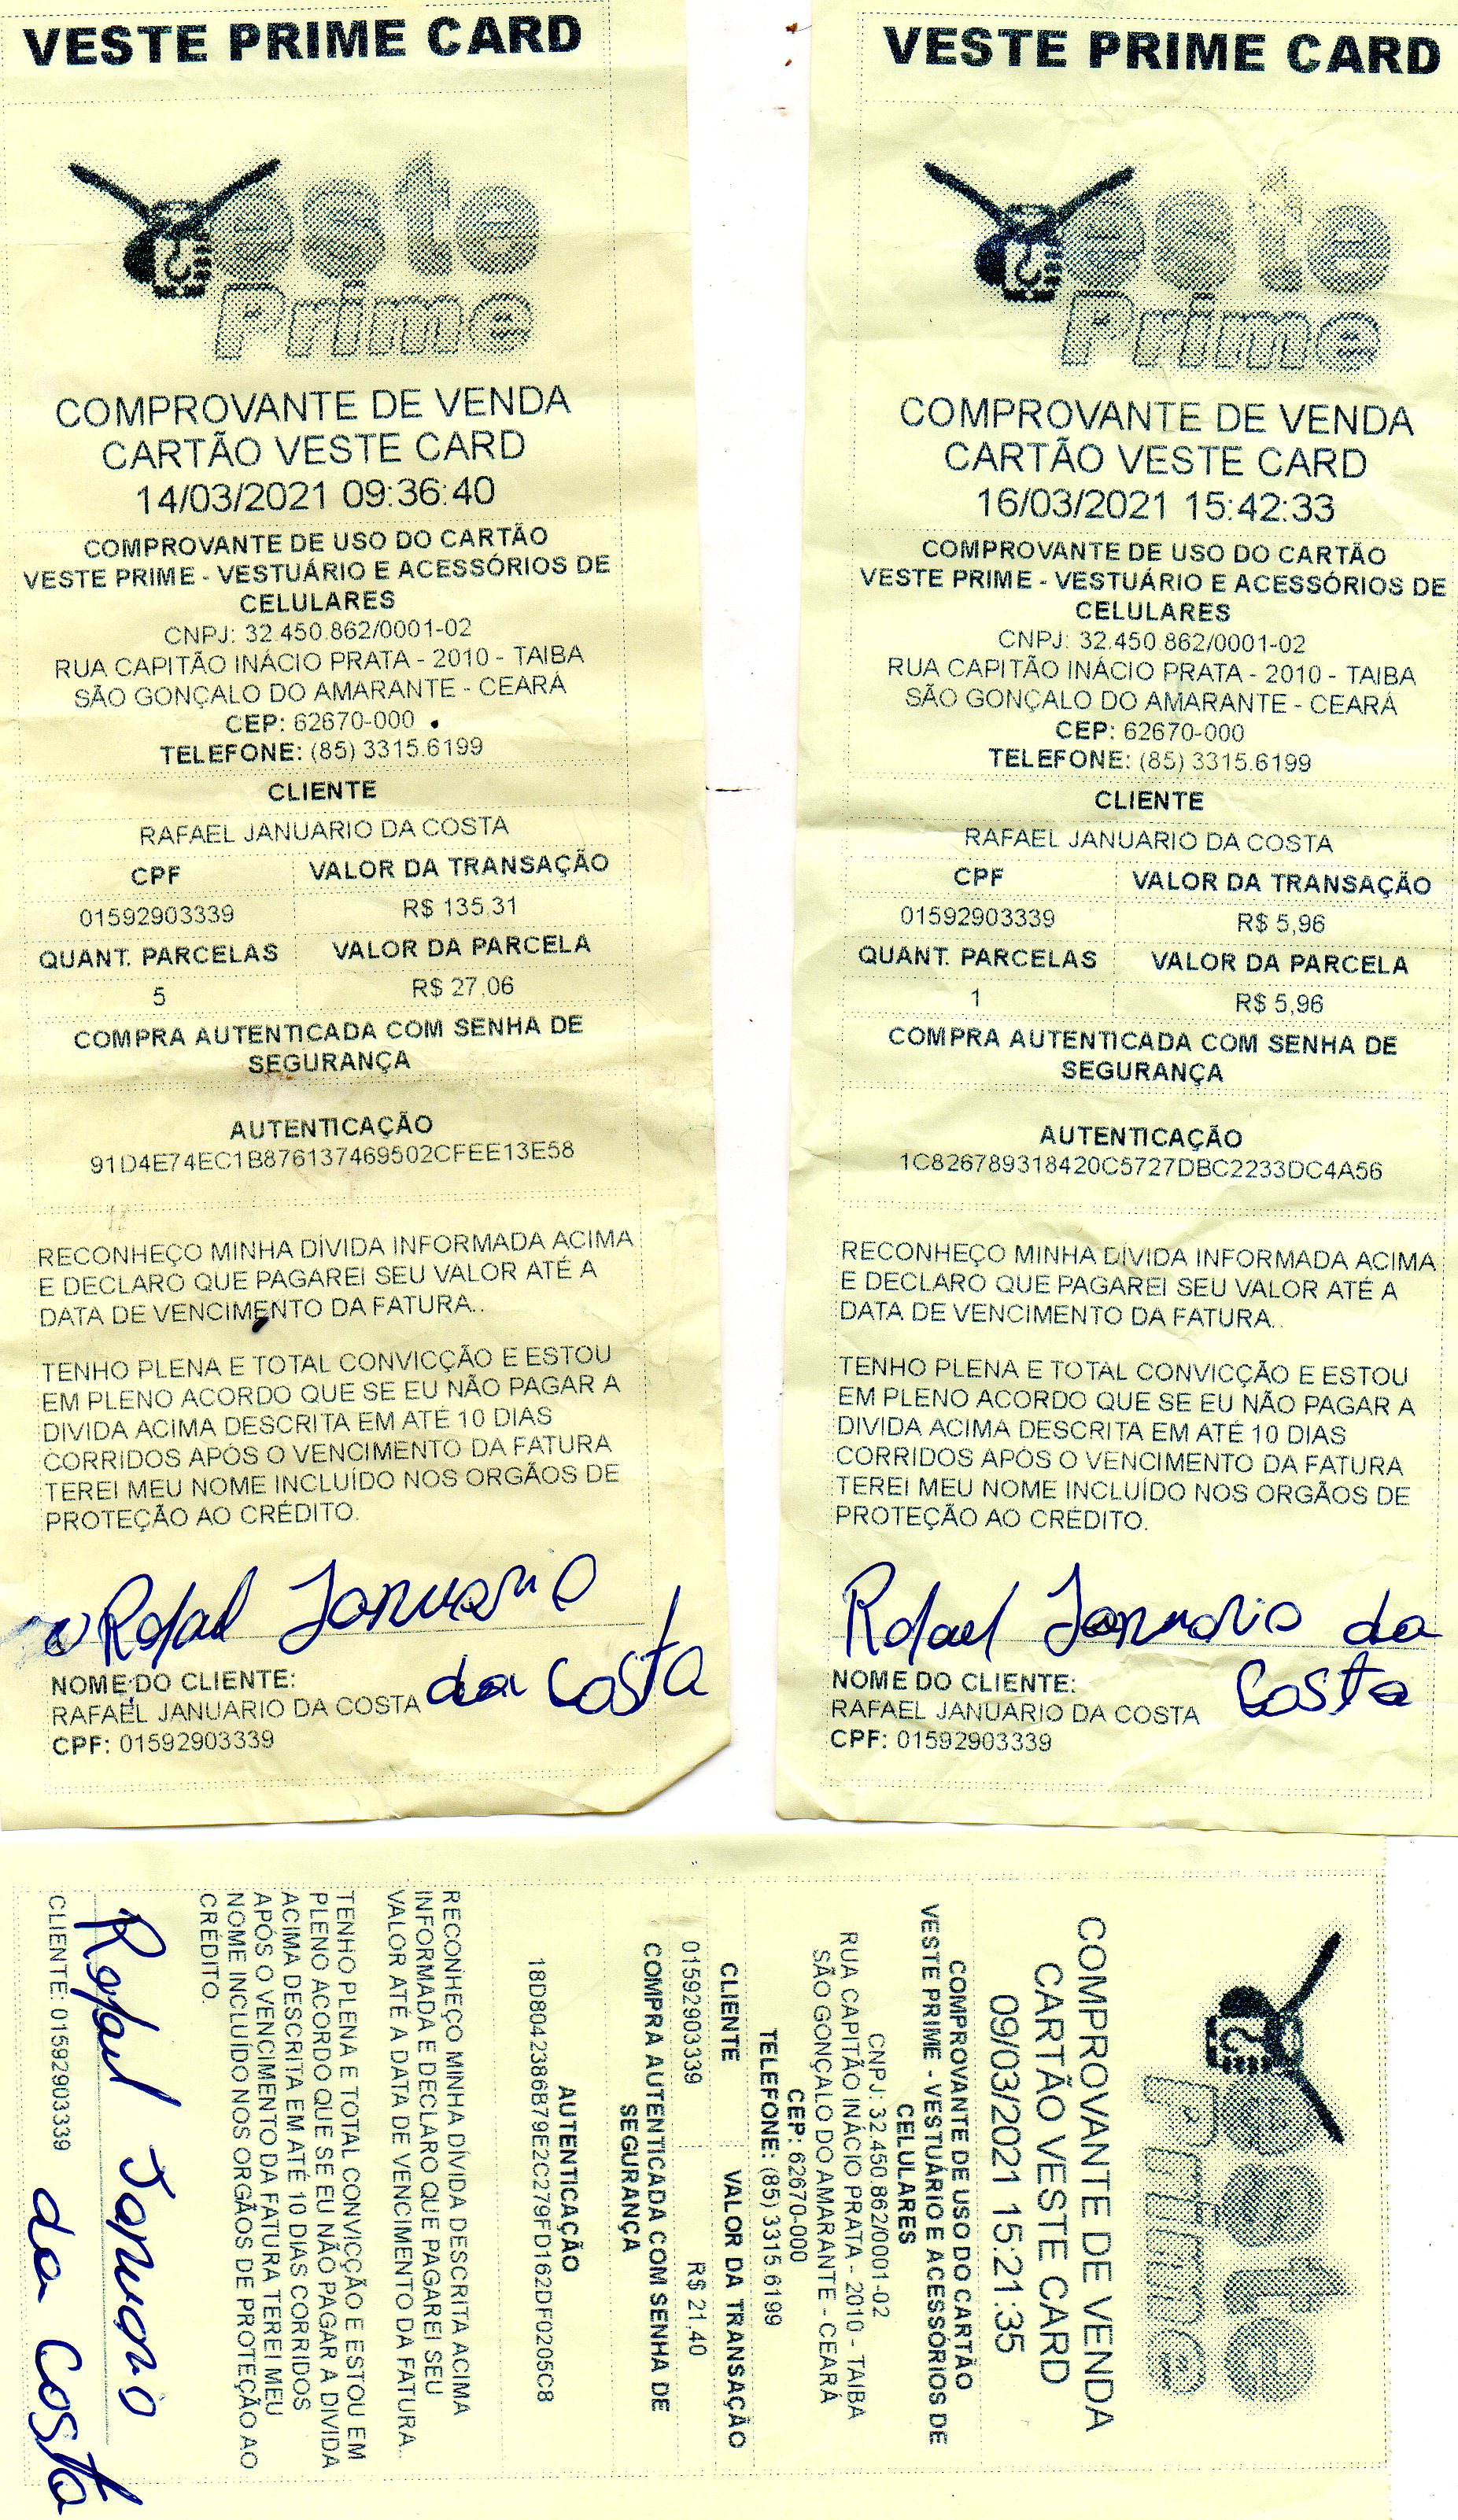 VESTE PRIME CARD
este
Prime
COMPROVANTE DE VENDA
CARTÃO VESTE CARD
14/03/2021 09:36:40
COMPROVANTE DE USO DO CARTÃO
VESTE PRIME - VESTUÁRIO E ACESSÓRIOS DE
CELULARES
CNPJ: 32.450.862/0001-02
RUA CAPITÃO INÁCIO PRATA - 2010 - TAIBA
SÃO GONÇALO DO AMARANTE - CEARÁ
CEP: 62670-000
TELEFONE: (85) 3315.6199
CLIENTE
RAFAEL JANUARIO DA COSTA
CPF VALOR DA TRANSAÇÃO
01592903339 R$ 135,31
QUANT. PARCELAS VALOR DA PARCELA
5 R$ 27,06
COMPRA AUTENTICADA COM SENHA DE
SEGURANÇA
AUTENTICAÇÃO
91D4E74EC1B876137469502CFEE13E58
RECONHEÇO MINHA DÍVIDA INFORMADA ACIMA
E DECLARO QUE PAGAREI SEU VALOR ATÉ A
DATA DE VENCIMENTO DA FATURA..
TENHO PLENA E TOTAL CONVICÇÃO E ESTOU
EM PLENO ACORDO QUE SE EU NÃO PAGAR A
DIVIDA ACIMA DESCRITA EM ATÉ 10 DIAS
CORRIDOS APÓS O VENCIMENTO DA FATURA
TEREI MEU NOME INCLUÍDO NOS ORGÃOS DE
PROTEÇÃO AO CRÉDITO.
Rafael Januario
da Costa
NOME DO CLIENTE:
RAFAEL JANUARIO DA COSTA
CPF: 01592903339
VESTE PRIME CARD
este
Prime
COMPROVANTE DE VENDA
CARTÃO VESTE CARD
16/03/2021 15:42:33
COMPROVANTE DE USO DO CARTÃO
VESTE PRIME - VESTUÁRIO E ACESSÓRIOS DE
CELULARES
CNPJ: 32.450.862/0001-02
RUA CAPITÃO INÁCIO PRATA - 2010 - TAIBA
SÃO GONÇALO DO AMARANTE - CEARÁ
CEP: 62670-000
TELEFONE: (85) 3315.6199
CLIENTE
RAFAEL JANUARIO DA COSTA
CPF VALOR DA TRANSAÇÃO
01592903339 R$ 5,96
QUANT. PARCELAS VALOR DA PARCELA
1 R$ 5,96
COMPRA AUTENTICADA COM SENHA DE
SEGURANÇA
AUTENTICAÇÃO
1C826789318420C5727DBC2233DC4A56
RECONHEÇO MINHA DÍVIDA INFORMADA ACIMA
E DECLARO QUE PAGAREI SEU VALOR ATÉ A
DATA DE VENCIMENTO DA FATURA..
TENHO PLENA E TOTAL CONVICÇÃO E ESTOU
EM PLENO ACORDO QUE SE EU NÃO PAGAR A
DIVIDA ACIMA DESCRITA EM ATÉ 10 DIAS
CORRIDOS APÓS O VENCIMENTO DA FATURA
TEREI MEU NOME INCLUÍDO NOS ORGÃOS DE
PROTEÇÃO AO CRÉDITO.
Rafael Januario da
Costa
NOME DO CLIENTE:
RAFAEL JANUARIO DA COSTA
CPF: 01592903339
este
Prime
COMPROVANTE DE VENDA
CARTÃO VESTE CARD
09/03/2021 15:21:35
COMPROVANTE DE USO DO CARTÃO
VESTE PRIME - VESTUÁRIO E ACESSÓRIOS DE
CELULARES
CNPJ: 32.450.862/0001-02
RUA CAPITÃO INÁCIO PRATA - 2010 - TAIBA
SÃO GONÇALO DO AMARANTE - CEARÁ
CEP: 62670-000
TELEFONE: (85) 3315.6199
CLIENTE VALOR DA TRANSAÇÃO
01592903339 R$ 21,40
COMPRA AUTENTICADA COM SENHA DE
SEGURANÇA
AUTENTICAÇÃO
18D8042386B79E2C279FD162DF0205C8
RECONHEÇO MINHA DÍVIDA DESCRITA ACIMA
INFORMADA E DECLARO QUE PAGAREI SEU
VALOR ATÉ A DATA DE VENCIMENTO DA FATURA..
TENHO PLENA E TOTAL CONVICÇÃO E ESTOU EM
PLENO ACORDO QUE SE EU NÃO PAGAR A DIVIDA
ACIMA DESCRITA EM ATÉ 10 DIAS CORRIDOS
APÓS O VENCIMENTO DA FATURA TEREI MEU
NOME INCLUÍDO NOS ORGÃOS DE PROTEÇÃO AO
CRÉDITO.
Rafael Januario
da Costa
CLIENTE: 01592903339